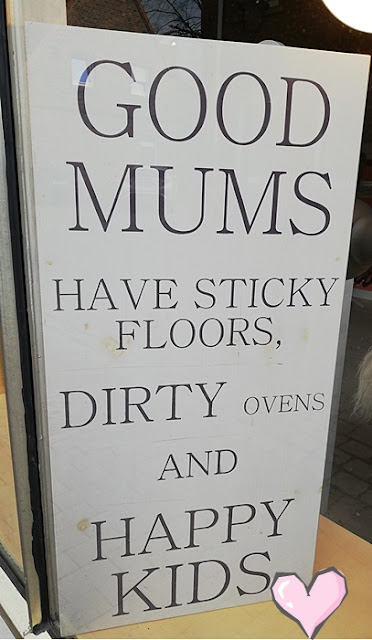 GOOD
MUMS
HAVE STICKY
FLOORS,
DIRTY OVENS
AND
HAPPY
KIDS